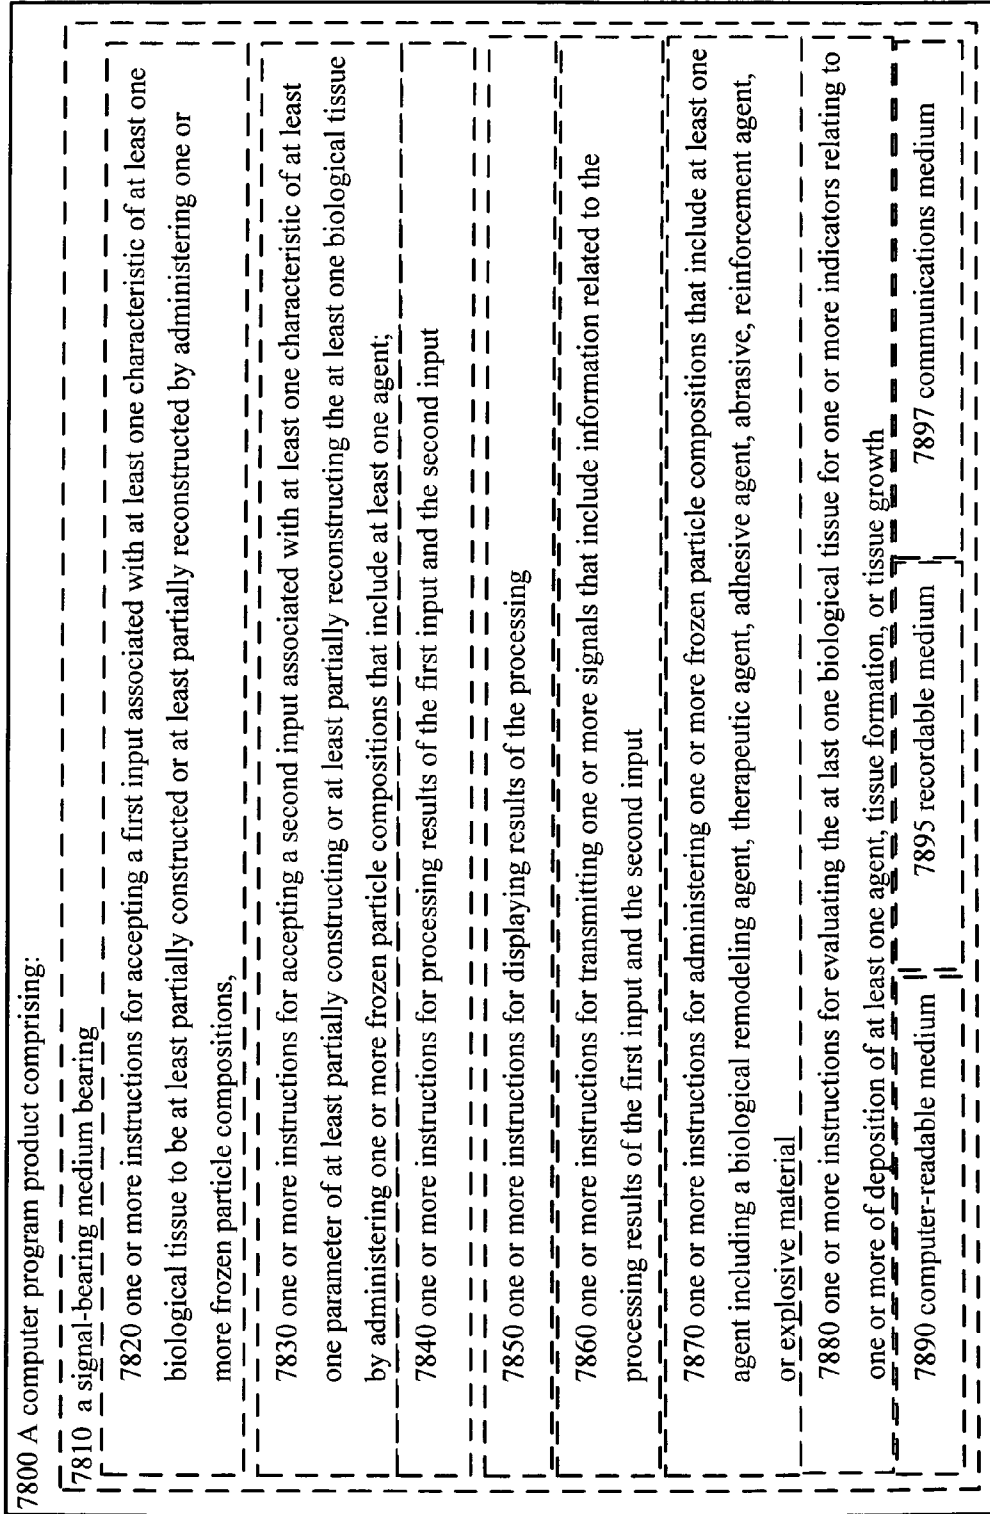 7800 A computer program product comprising:
7810 a signal-bearing medium bearing
7820 one or more instructions for accepting a first input associated with at least one characteristic of at least one
biological tissue to be at least partially constructed or at least partially reconstructed by administering one or
more frozen particle compositions,
7830 one or more instructions for accepting a second input associated with at least one characteristic of at least
one parameter of at least partially constructing or at least partially reconstructing the at least one biological tissue
by administering one or more frozen particle compositions that include at least one agent;
7840 one or more instructions for processing results of the first input and the second input
7850 one or more instructions for displaying results of the processing
7860 one or more instructions for transmitting one or more signals that include information related to the
processing results of the first input and the second input
7870 one or more instructions for administering one or more frozen particle compositions that include at least one
agent including a biological remodeling agent, therapeutic agent, adhesive agent, abrasive, reinforcement agent,
or explosive material
7880 one or more instructions for evaluating the at last one biological tissue for one or more indicators relating to
one or more of deposition of at least one agent, tissue formation, or tissue growth
7890 computer-readable medium
7895 recordable medium
7897 communications medium